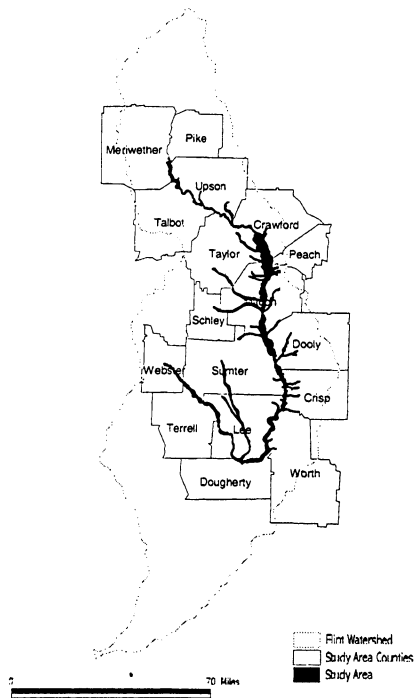 Pike
Meriwether
Upson
Talbot
Crawford
Taylor
Peach
Schley
Dooly
Webster
Sumter
Crisp
Terrell
Lee
Worth
Dougherty
Flint Watershed
Study Area Counties
Study Area
0 70 Miles